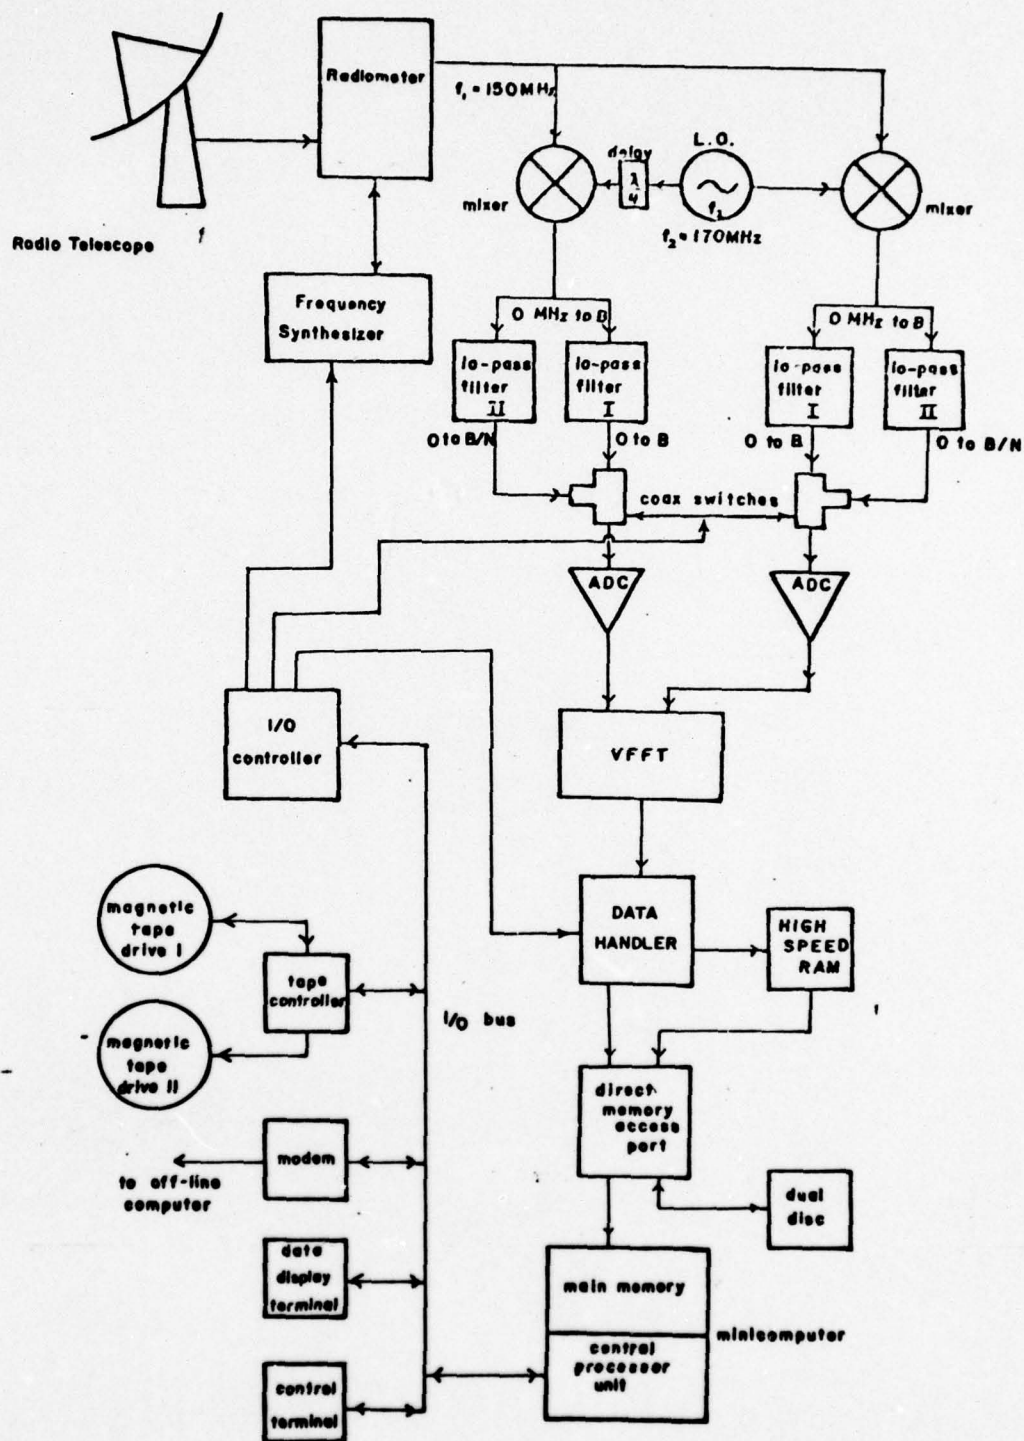 Radiometer
f₁ = 150MHz
L.O.
delay
λ/4
f₂
mixer
mixer
f₂ = 170MHz
Radio Telescope
Frequency
Synthesizer
0 MHz to B
0 MHz to B
lo-pass
filter
II
lo-pass
filter
I
lo-pass
filter
I
lo-pass
filter
II
0 to B/N
0 to B
0 to B
0 to B/N
coax switches
ADC
ADC
I/O
controller
VFFT
magnetic
tape
drive I
DATA
HANDLER
HIGH
SPEED
RAM
tape
controller
I/O bus
magnetic
tape
drive II
direct
memory
access
port
modem
to off-line
computer
dual
disc
data
display
terminal
main memory
minicomputer
central
processor
unit
control
terminal